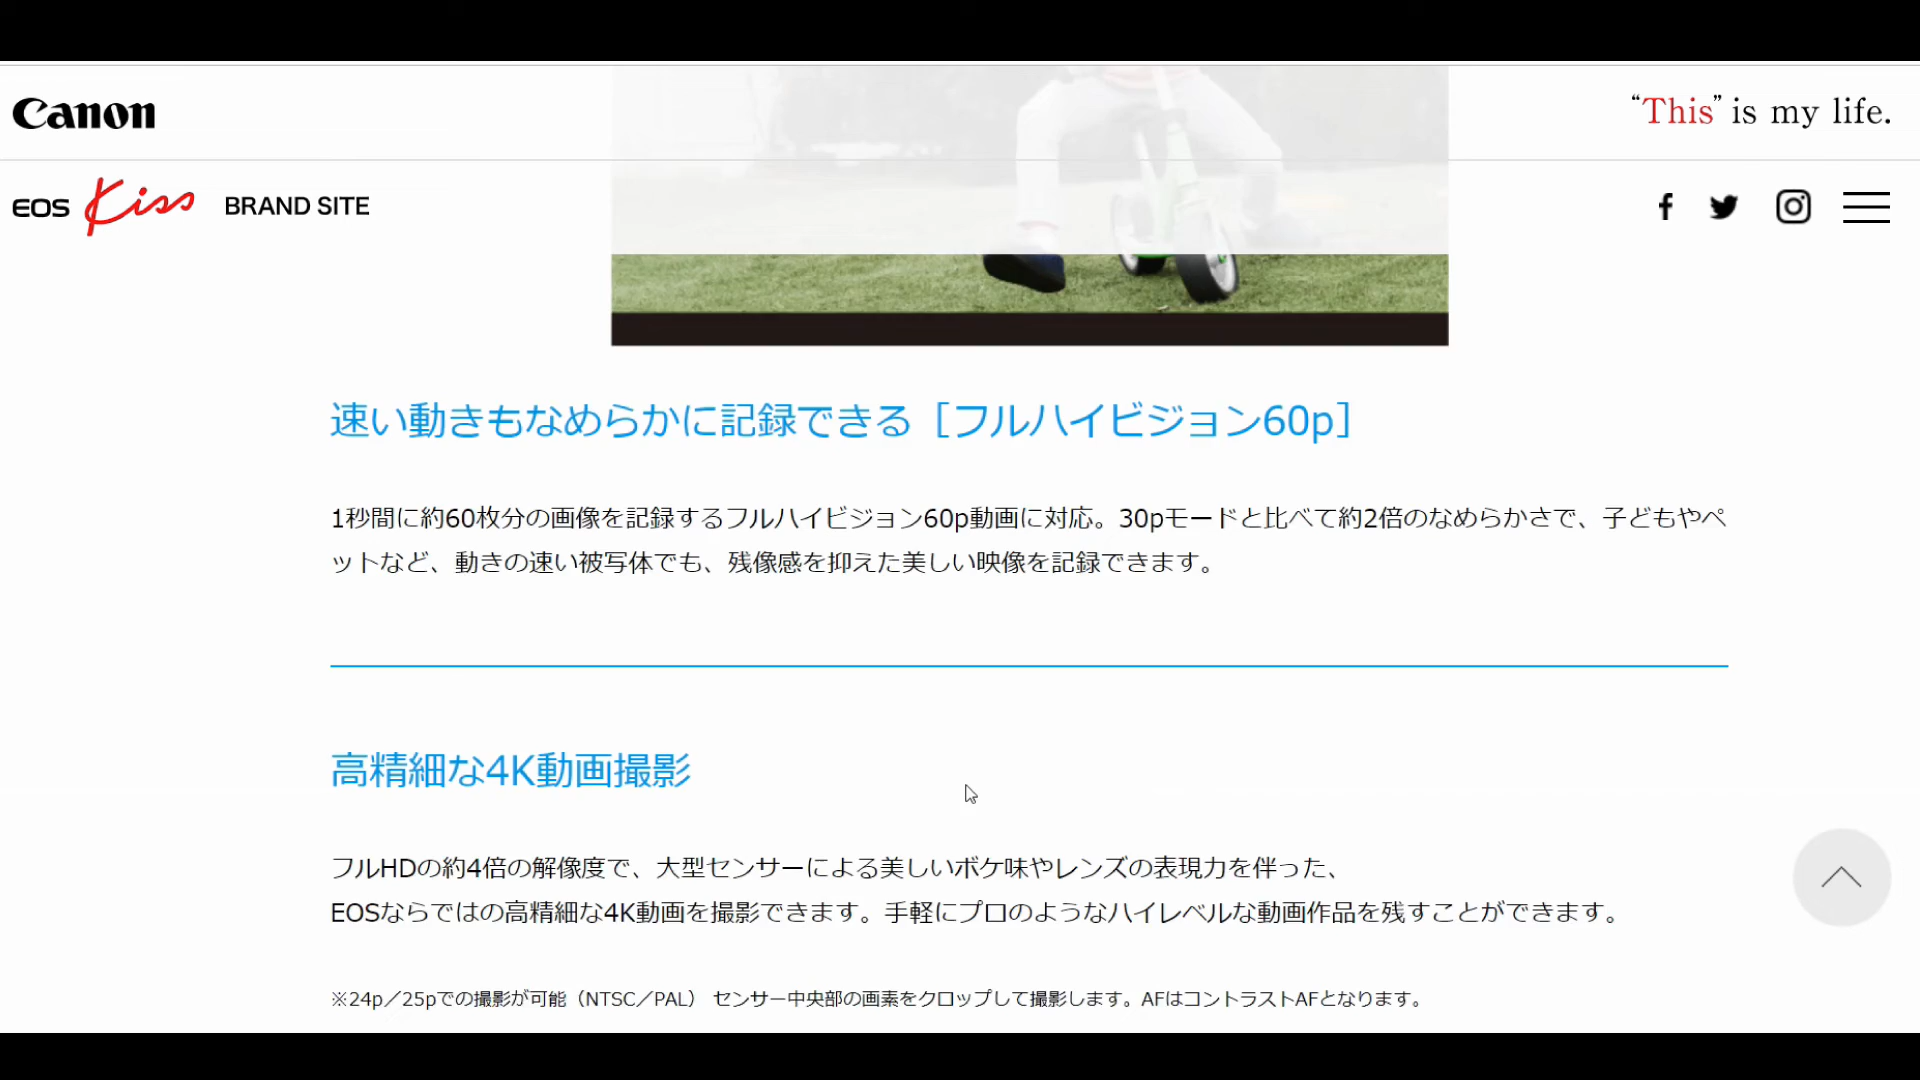 Canon
“This” is my life.
EOS Kiss BRAND SITE
速い動きもなめらかに記録できる［フルハイビジョン60p］
1秒間に約60枚分の画像を記録するフルハイビジョン60p動画に対応。30pモードと比べて約2倍のなめらかさで、子どもやペ
ットなど、動きの速い被写体でも、残像感を抑えた美しい映像を記録できます。
高精細な4K動画撮影
フルHDの約4倍の解像度で、大型センサーによる美しいボケ味やレンズの表現力を伴った、
EOSならではの高精細な4K動画を撮影できます。手軽にプロのようなハイレベルな動画作品を残すことができます。
※24p／25pでの撮影が可能（NTSC／PAL） センサー中央部の画素をクロップして撮影します。AFはコントラストAFとなります。